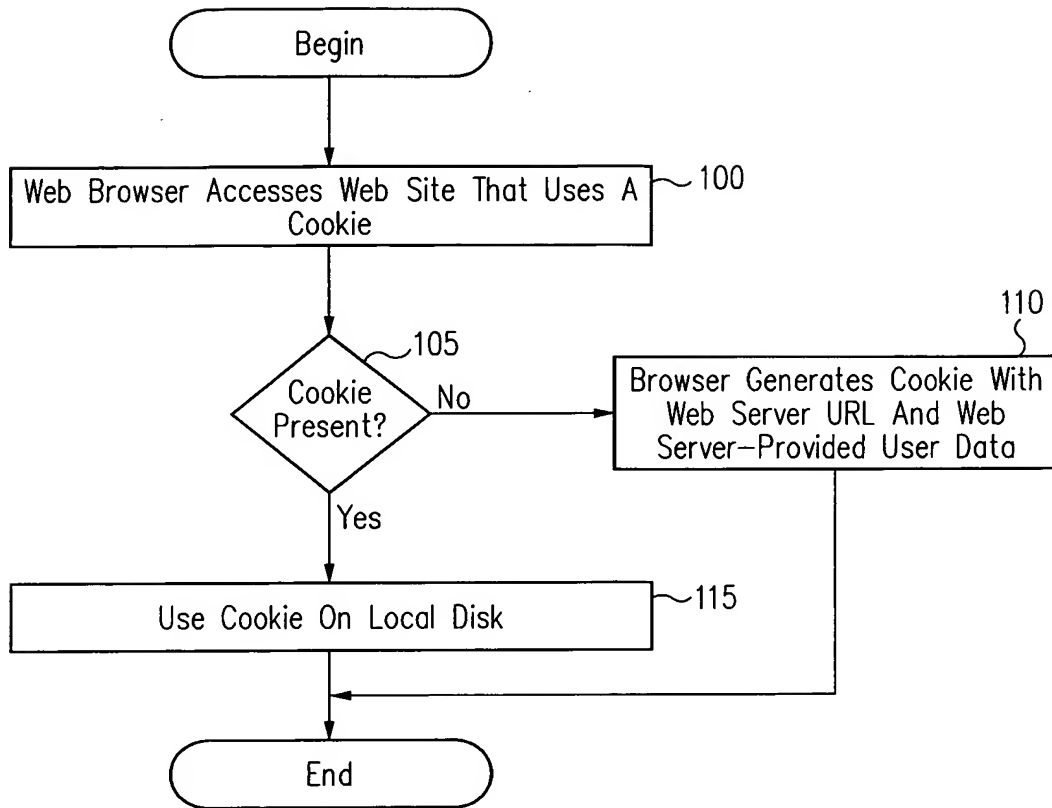 Begin
Web Browser Accesses Web Site That Uses A
Cookie
100
105
Cookie
Present?
No
110
Browser Generates Cookie With
Web Server URL And Web
Server-Provided User Data
Yes
Use Cookie On Local Disk
115
End